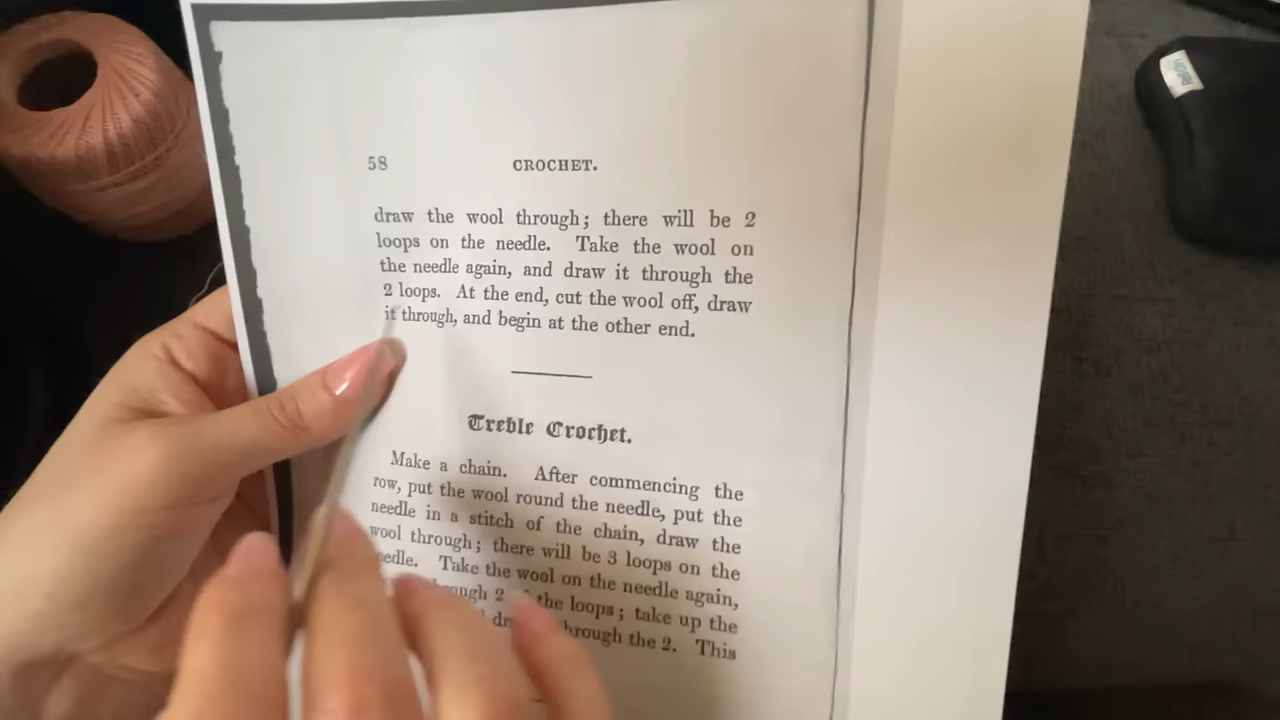 58 CROCHET.
draw the wool through; there will be 2
loops on the needle. Take the wool on
the needle again, and draw it through the
2 loops. At the end, cut the wool off, draw
it through, and begin at the other end.
Treble Crochet.
Make a chain. After commencing the
row, put the wool round the needle, put the
needle in a stitch of the chain, draw the
wool through; there will be 3 loops on the
needle. Take the wool on the needle again,
through 2 the loops; take up the
through the 2. This